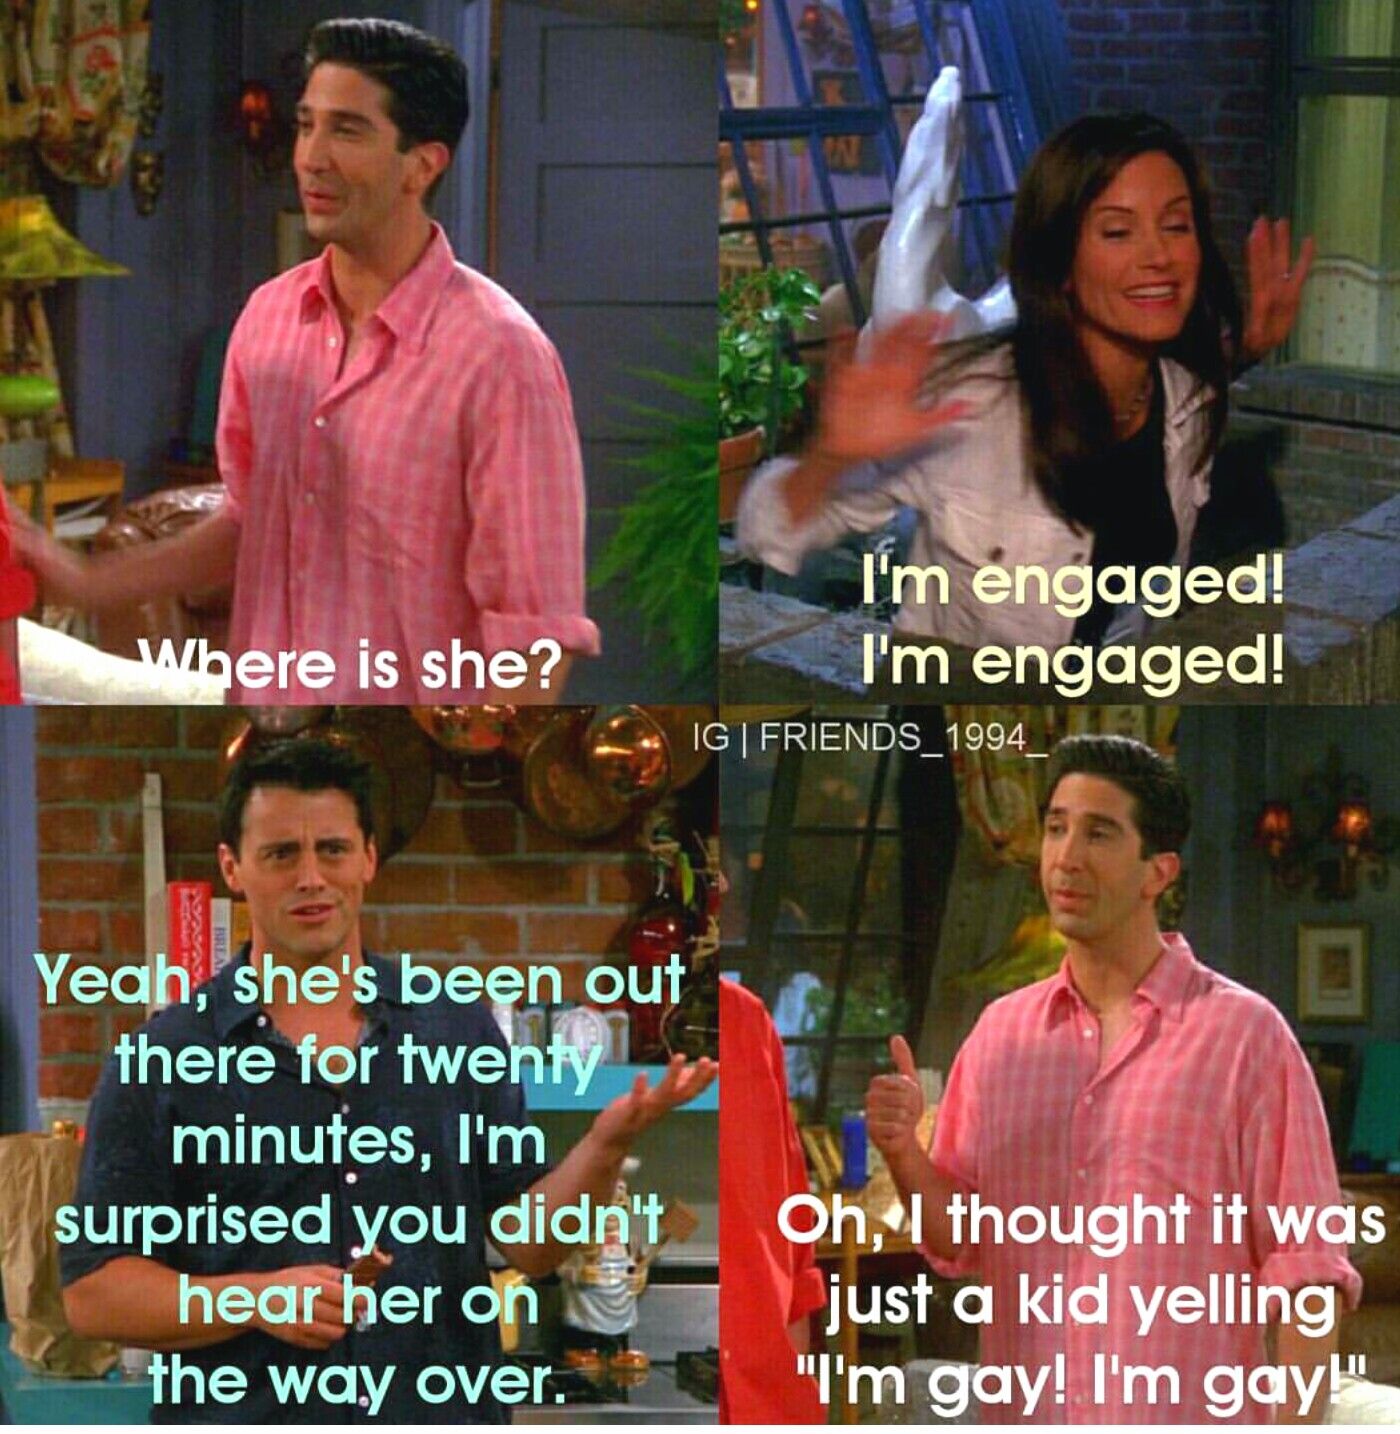 Where is she?
I'm engaged!
I'm engaged!
IG | FRIENDS_1994_
Yeah, she's been out
there for twenty
minutes, I'm
surprised you didn't
hear her on
the way over.
Oh, I thought it was
just a kid yelling
"I'm gay! I'm gay!"